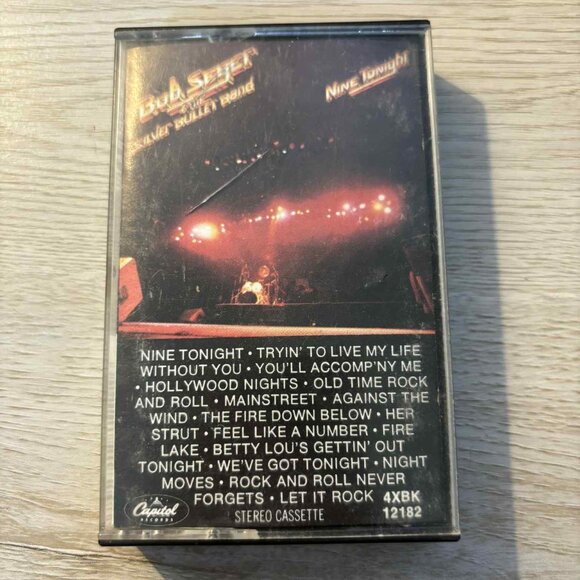 Bob Seger
& THE
Silver Bullet Band
Nine Tonight
NINE TONIGHT • TRYIN' TO LIVE MY LIFE
WITHOUT YOU • YOU'LL ACCOMP'NY ME
• HOLLYWOOD NIGHTS • OLD TIME ROCK
AND ROLL • MAINSTREET • AGAINST THE
WIND • THE FIRE DOWN BELOW • HER
STRUT • FEEL LIKE A NUMBER • FIRE
LAKE • BETTY LOU'S GETTIN' OUT
TONIGHT • WE'VE GOT TONIGHT • NIGHT
MOVES • ROCK AND ROLL NEVER
FORGETS • LET IT ROCK 4XBK
12182
Capitol
RECORDS
STEREO CASSETTE